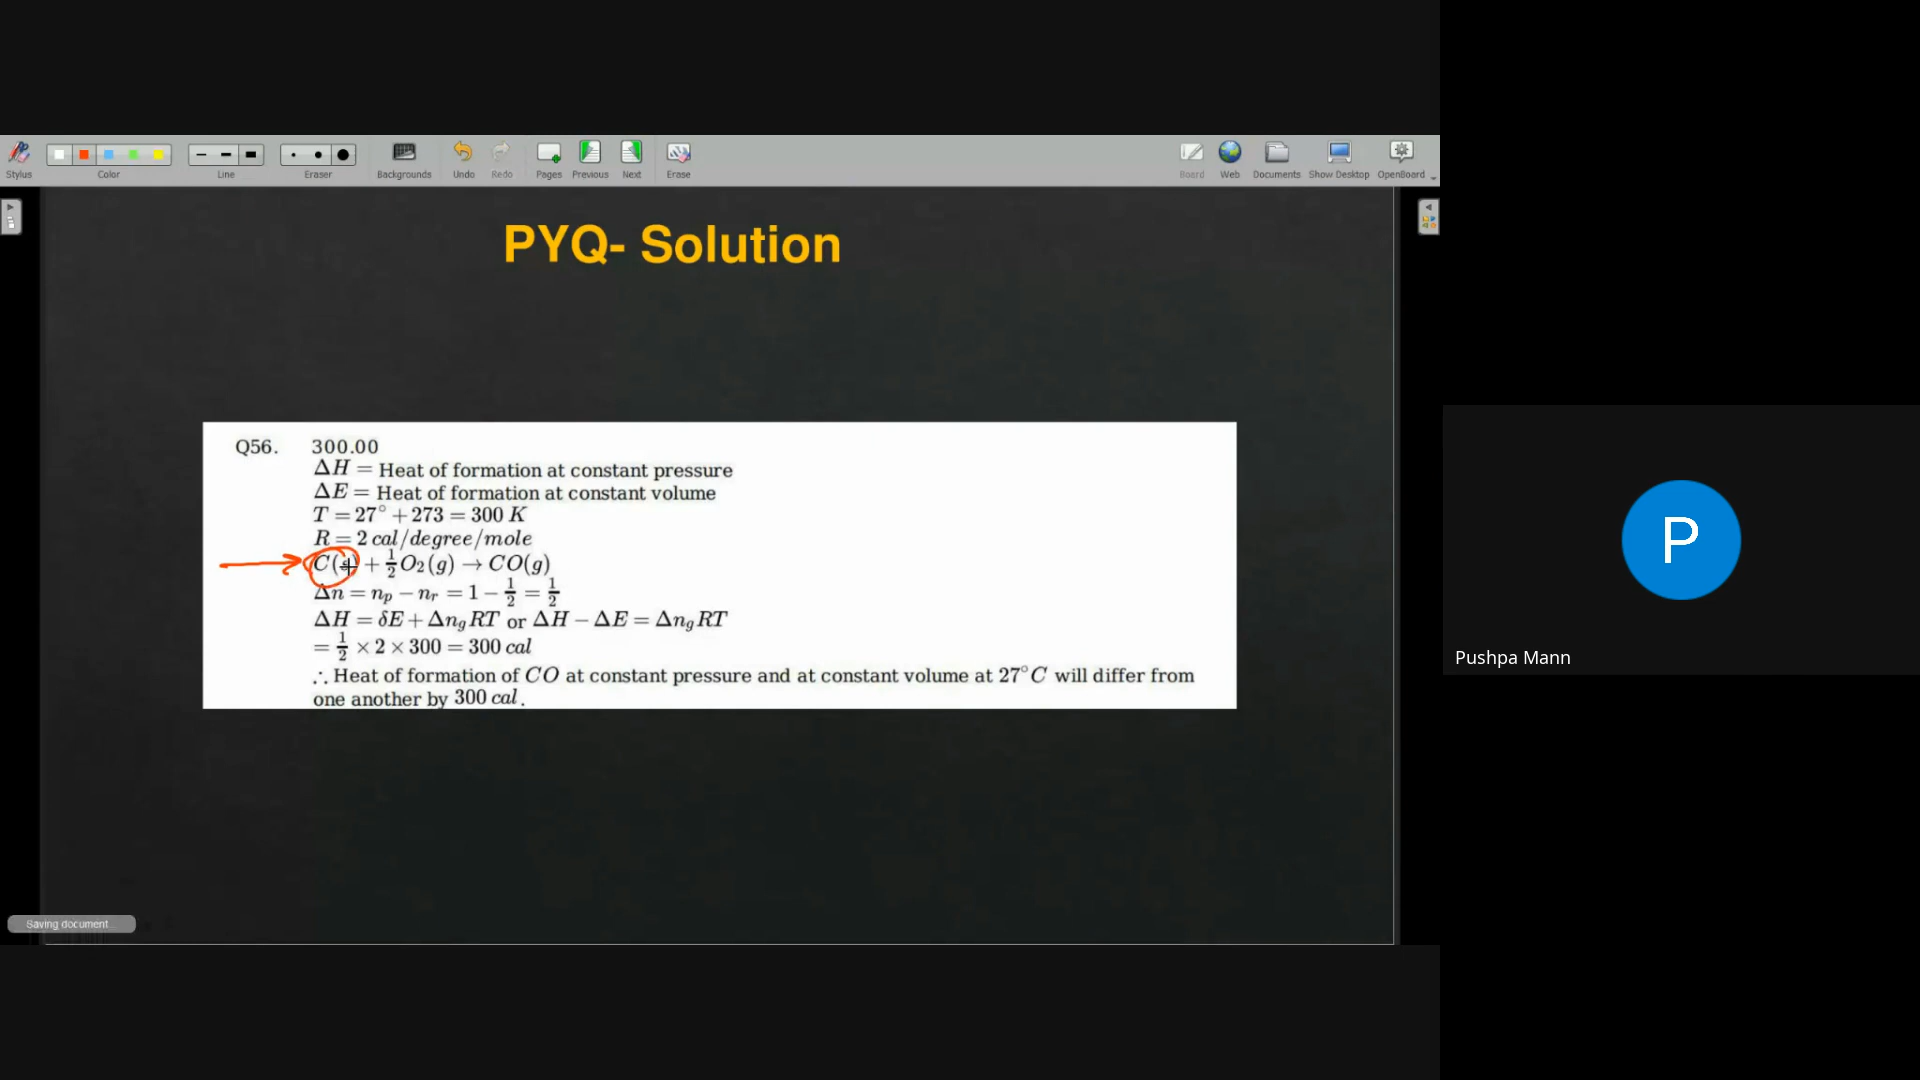 Stylus
Color
Line
Eraser
Backgrounds
Undo
Redo
Pages
Previous
Next
Erase
Board
Web
Documents
Show Desktop
OpenBoard
PYQ- Solution
Q56. 300.00
ΔH = Heat of formation at constant pressure
ΔE = Heat of formation at constant volume
T = 27° + 273 = 300 K
R = 2 cal/degree/mole
C( ) + 1/2 O₂(g) → CO(g)
Δn = nₚ − nᵣ = 1 − 1/2 = 1/2
ΔH = δE + Δn_g RT or ΔH − ΔE = Δn_g RT
= 1/2 × 2 × 300 = 300 cal
∴ Heat of formation of CO at constant pressure and at constant volume at 27°C will differ from
one another by 300 cal.
Saving document...
P
Pushpa Mann